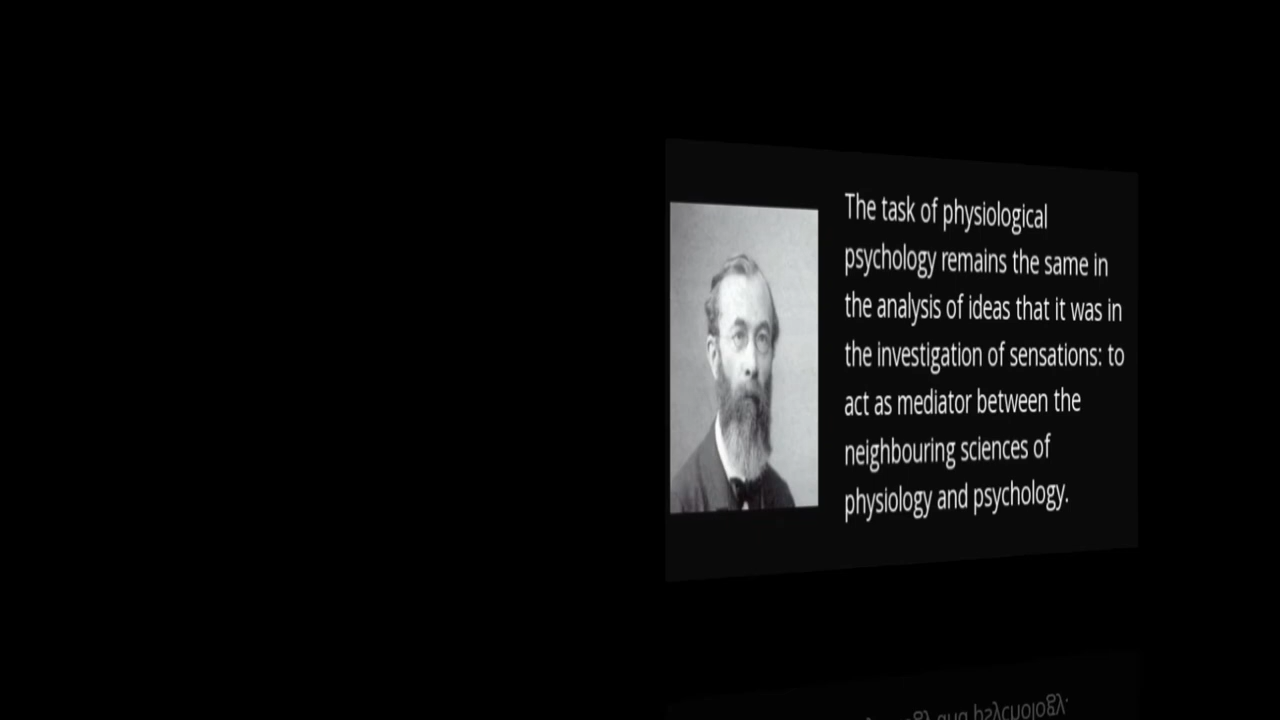 The task of physiological
psychology remains the same in
the analysis of ideas that it was in
the investigation of sensations: to
act as mediator between the
neighbouring sciences of
physiology and psychology.